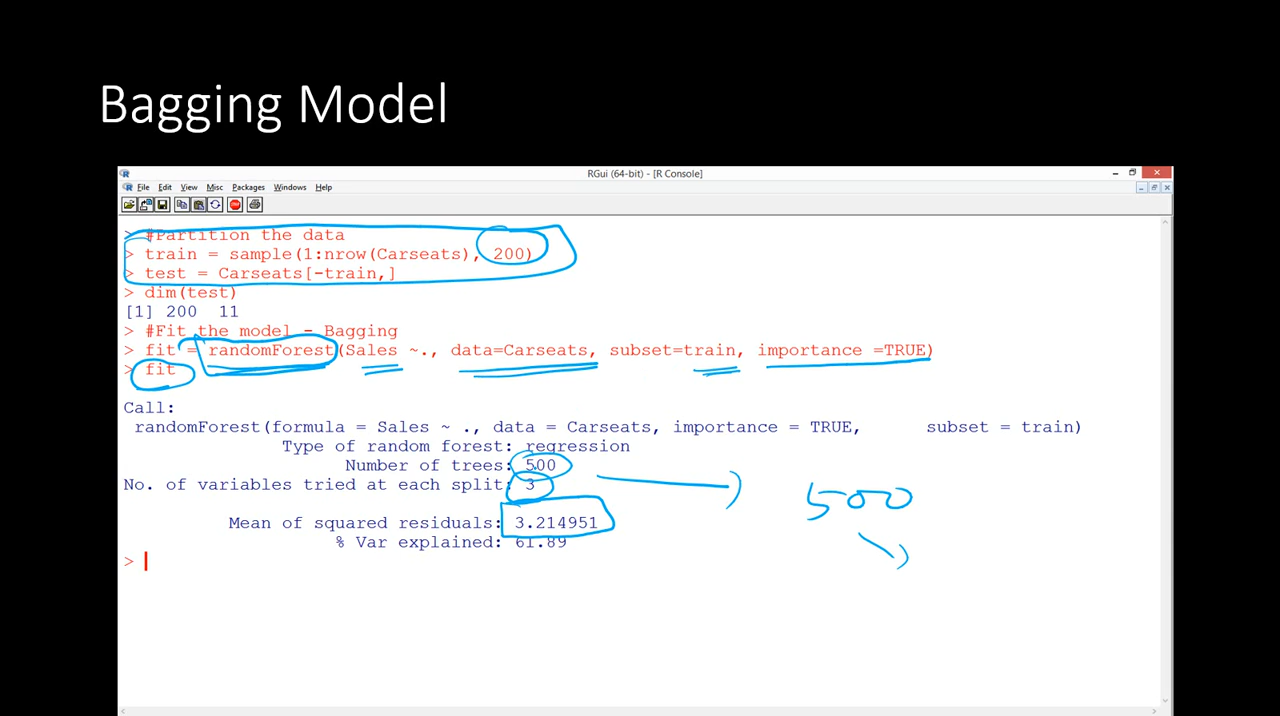 Bagging Model
RGui (64-bit) - [R Console]
File Edit View Misc Packages Windows Help
> #Partition the data
> train = sample(1:nrow(Carseats), 200)
> test = Carseats[-train,]
> dim(test)
[1] 200 11
> #Fit the model - Bagging
> fit = randomForest(Sales ~., data=Carseats, subset=train, importance =TRUE)
> fit
Call:
randomForest(formula = Sales ~ ., data = Carseats, importance = TRUE, subset = train)
Type of random forest: regression
Number of trees: 500
No. of variables tried at each split: 3
500
Mean of squared residuals: 3.214951
% Var explained: 61.89
>